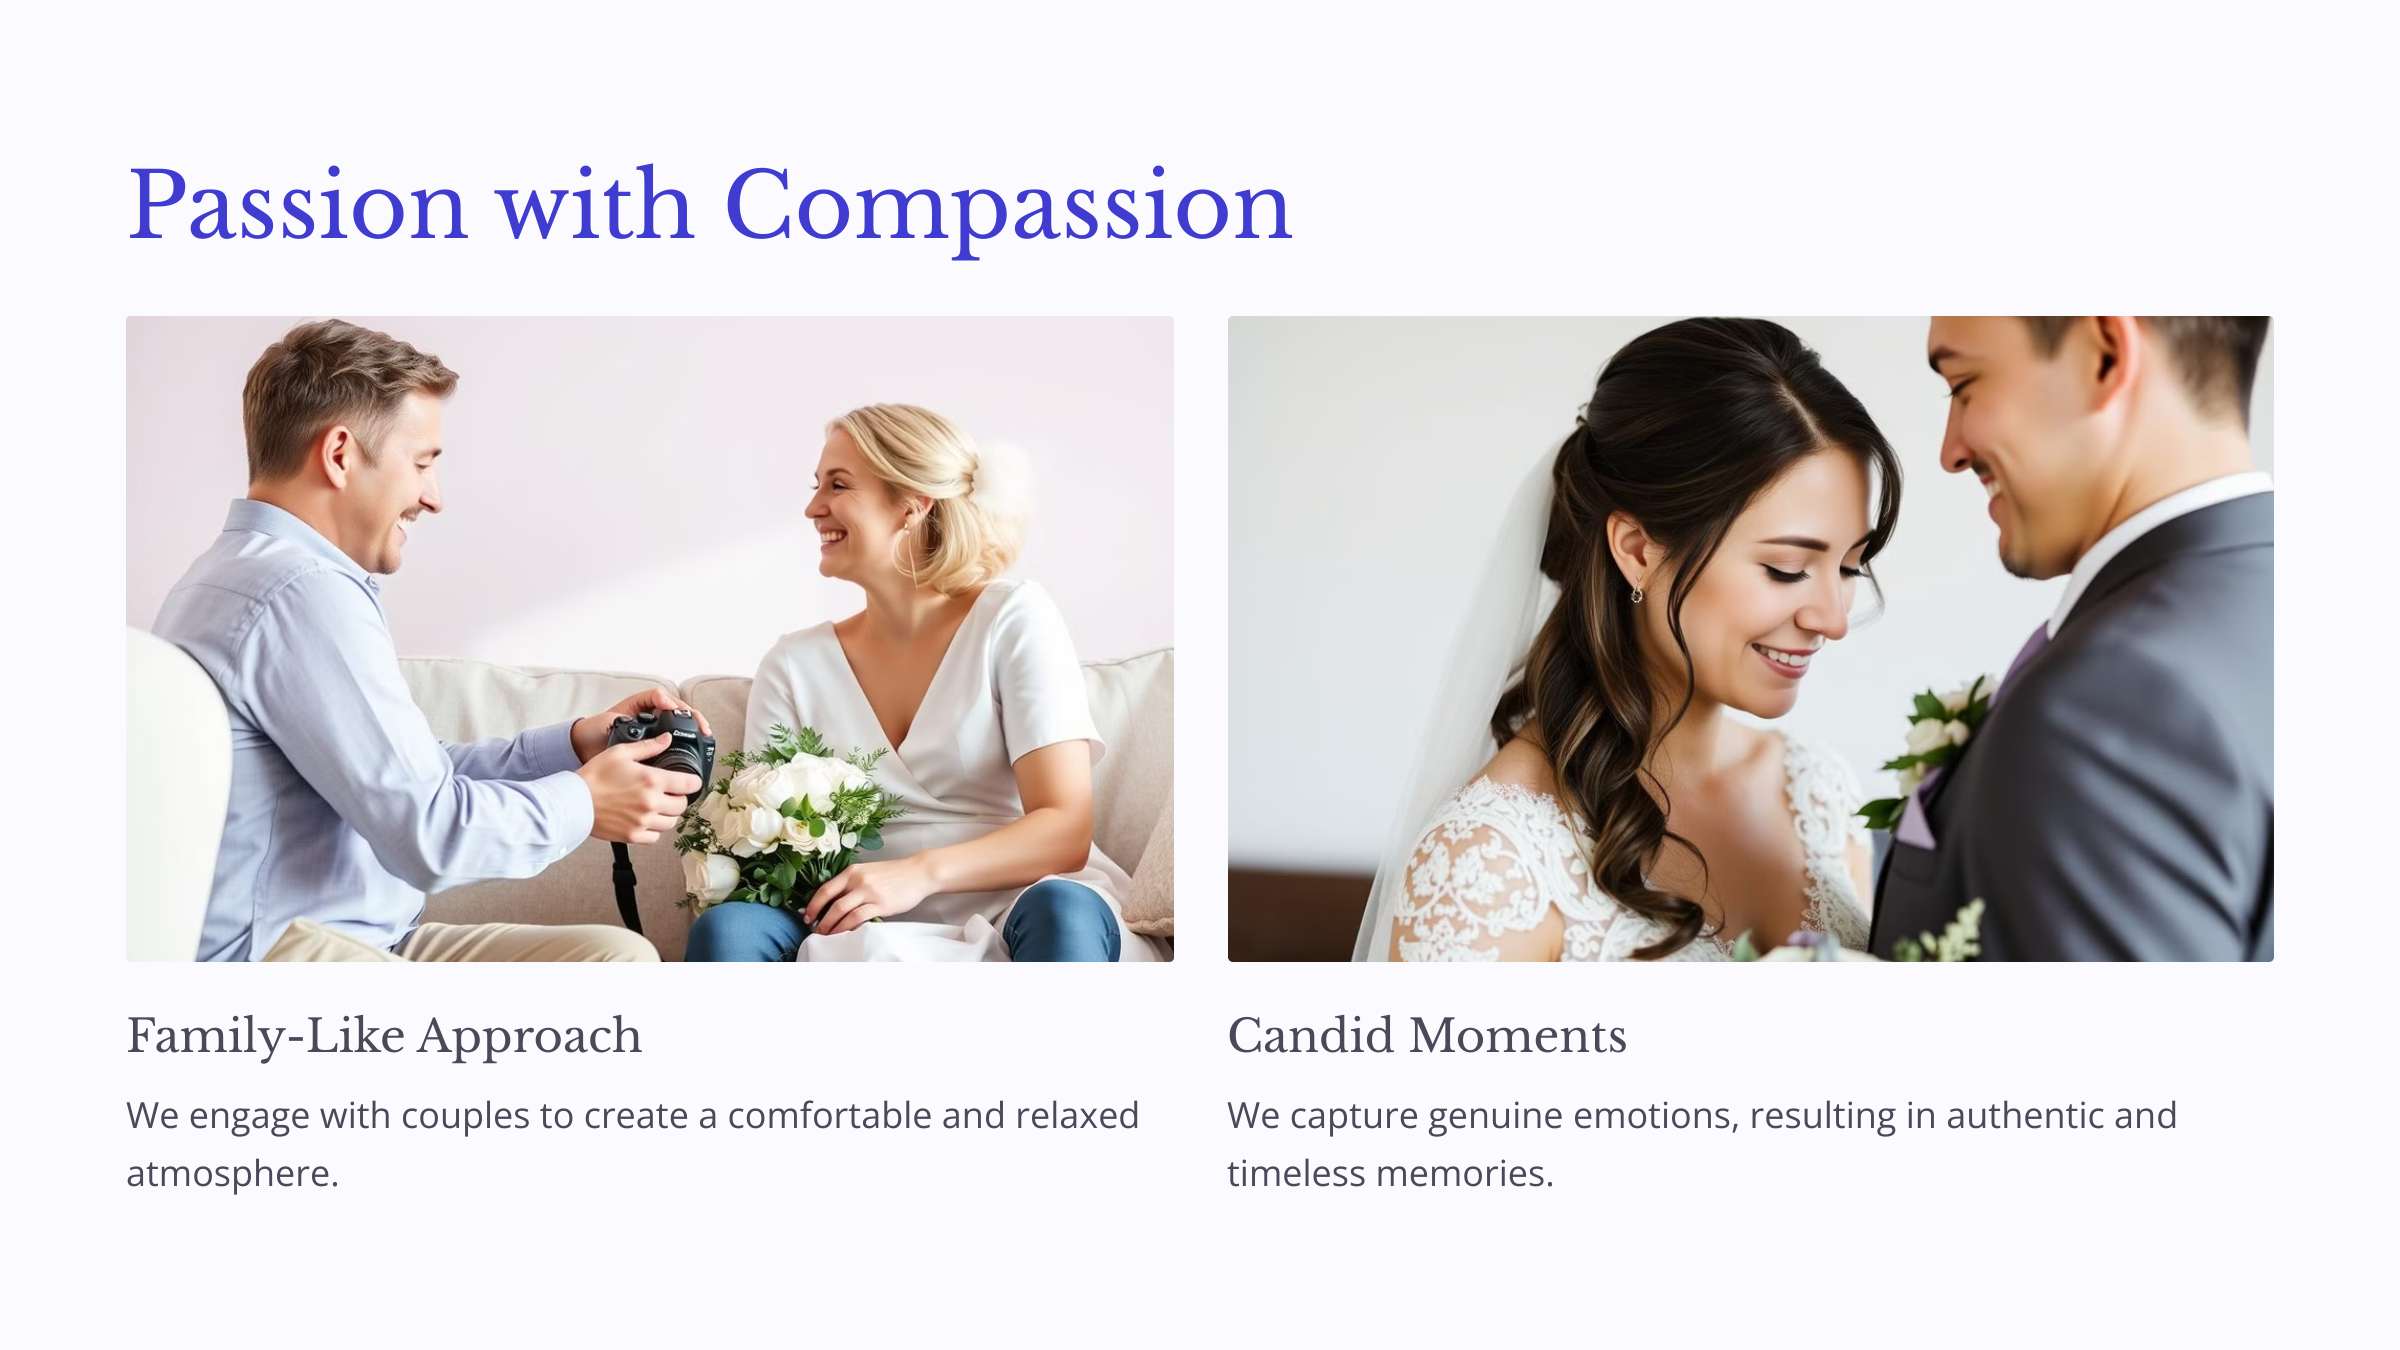 Passion with Compassion
Family-Like Approach
We engage with couples to create a comfortable and relaxed
atmosphere.
Candid Moments
We capture genuine emotions, resulting in authentic and
timeless memories.